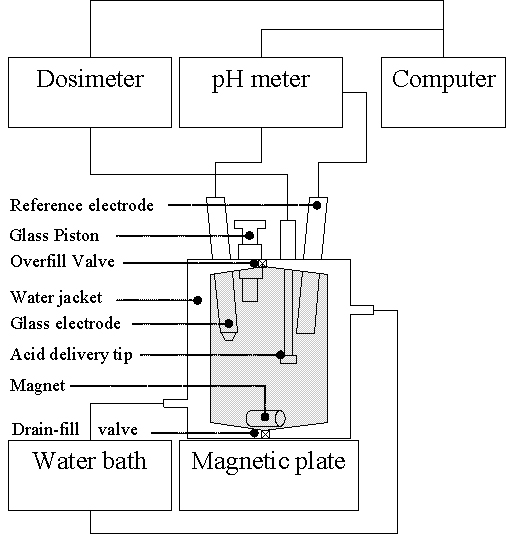 Dosimeter
pH meter
Computer
Reference electrode
Glass Piston
Overfill Valve
Water jacket
Glass electrode
Acid delivery tip
Magnet
Drain-fill valve
Water bath
Magnetic plate